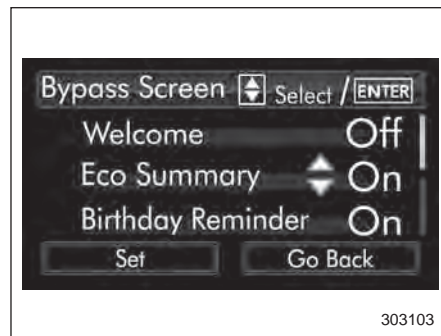 Bypass Screen Select / ENTER
Welcome Off
Eco Summary On
Birthday Reminder On
Set Go Back
303103